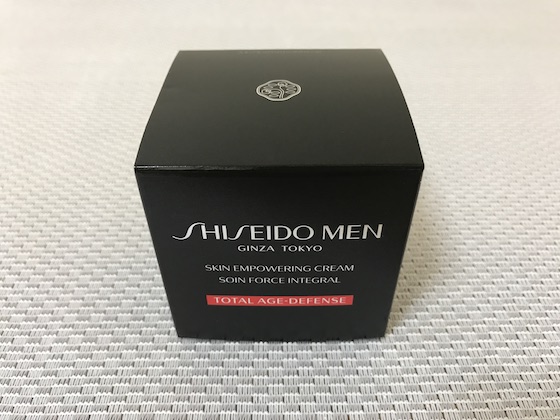 SHISEIDO MEN
GINZA TOKYO
SKIN EMPOWERING CREAM
SOIN FORCE INTEGRAL
TOTAL AGE-DEFENSE